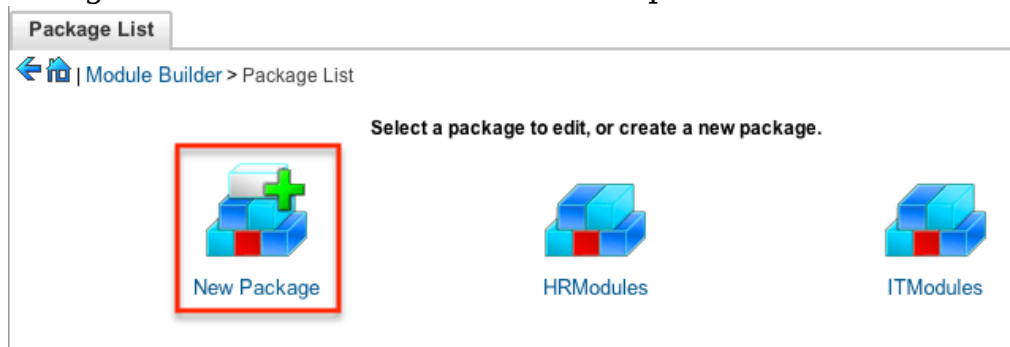 Package List
| Module Builder > Package List
Select a package to edit, or create a new package.
New Package
HRModules
ITModules